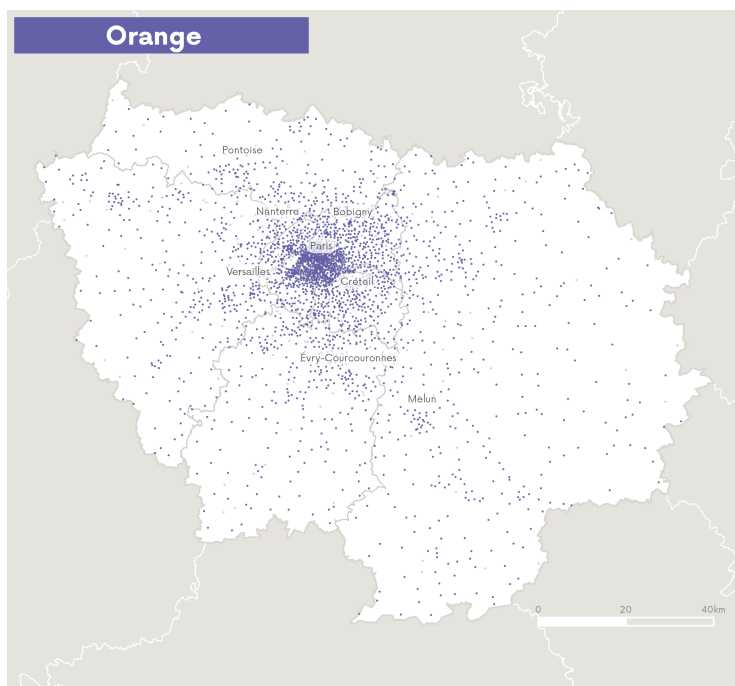 Orange
Pontoise
Nanterre
Bobigny
Paris
Versailles
Créteil
Évry-Courcouronnes
Melun
0 20 40km